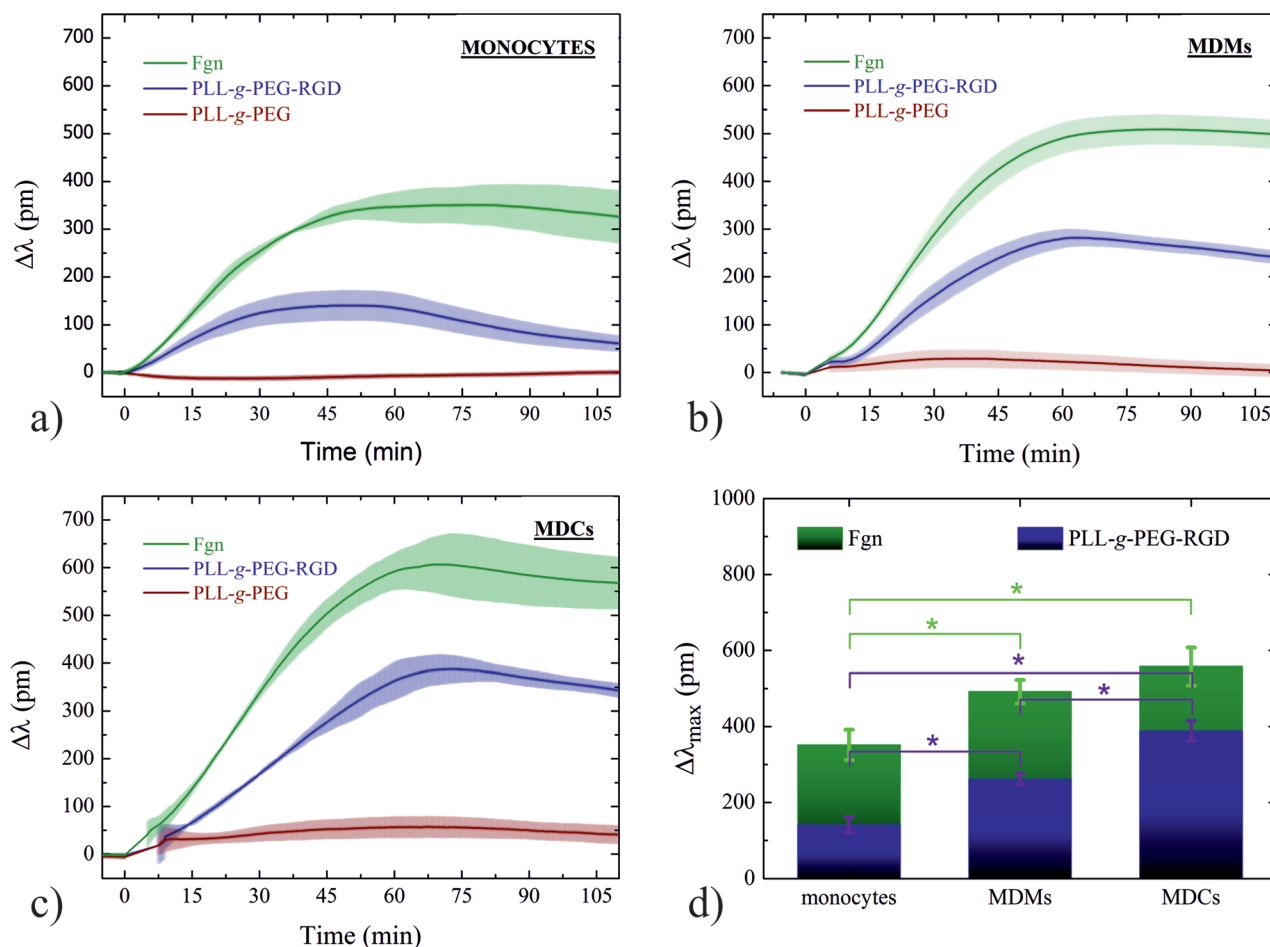 MONOCYTES
Fgn
PLL-g-PEG-RGD
PLL-g-PEG
700
600
500
400
300
100
0
Δλ (pm)
0 15 30 45 60 75 90 105
Time (min)
a)
MDMs
Fgn
PLL-g-PEG-RGD
PLL-g-PEG
700
600
500
400
300
200
100
0
Δλ (pm)
0 15 30 45 60 75 90 105
Time (min)
b)
MDCs
Fgn
PLL-g-PEG-RGD
PLL-g-PEG
700
600
500
400
300
200
50
0
Δλ (pm)
0 15 30 45 60 75 90 105
Time (min)
c)
1000
800
600
400
200
0
Δλmax (pm)
Fgn PLL-g-PEG-RGD
*
*
*
*
*
monocytes MDMs MDCs
d)